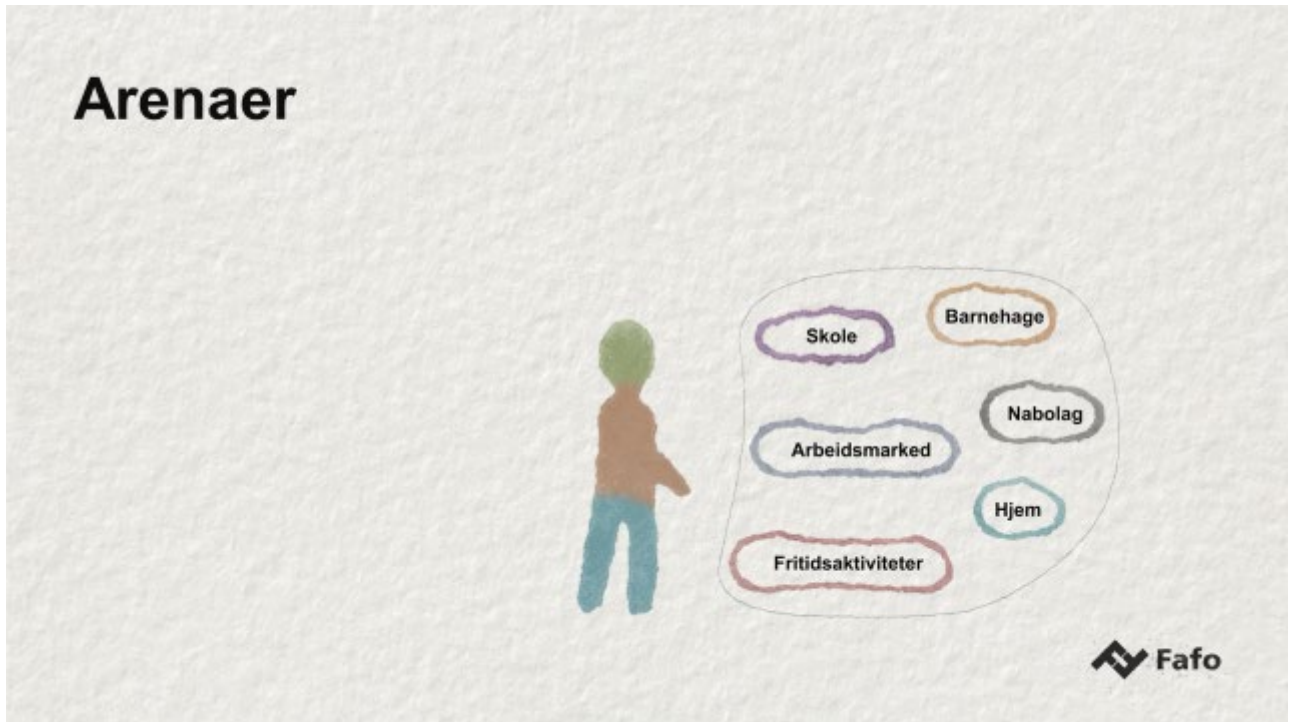 Arenaer
Skole
Barnehage
Nabolag
Arbeidsmarked
Hjem
Fritidsaktiviteter
Fafo